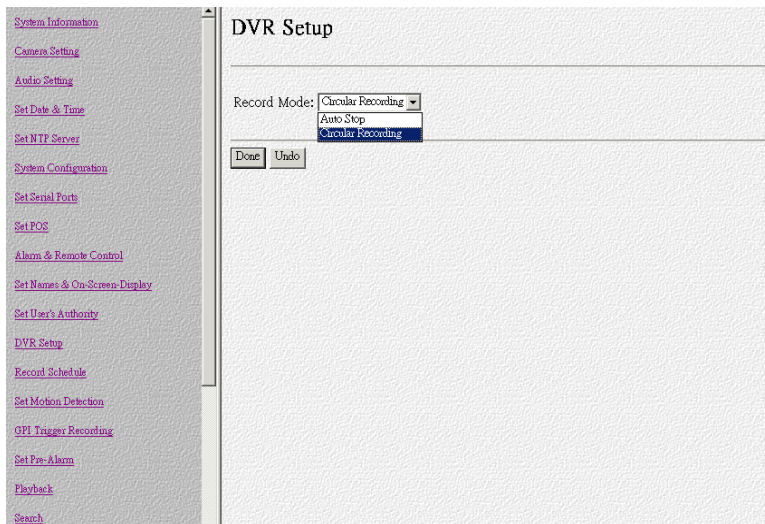 System Information
Camera Setting
Audio Setting
Set Date & Time
Set NTP Server
System Configuration
Set Serial Ports
Set POS
Alarm & Remote Control
Set Names & On-Screen-Display
Set User's Authority
DVR Setup
Record Schedule
Set Motion Detection
GPI Trigger Recording
Set Pre-Alarm
Playback
Search
DVR Setup
Record Mode: Circular Recording
Auto Stop
Circular Recording
Done Undo